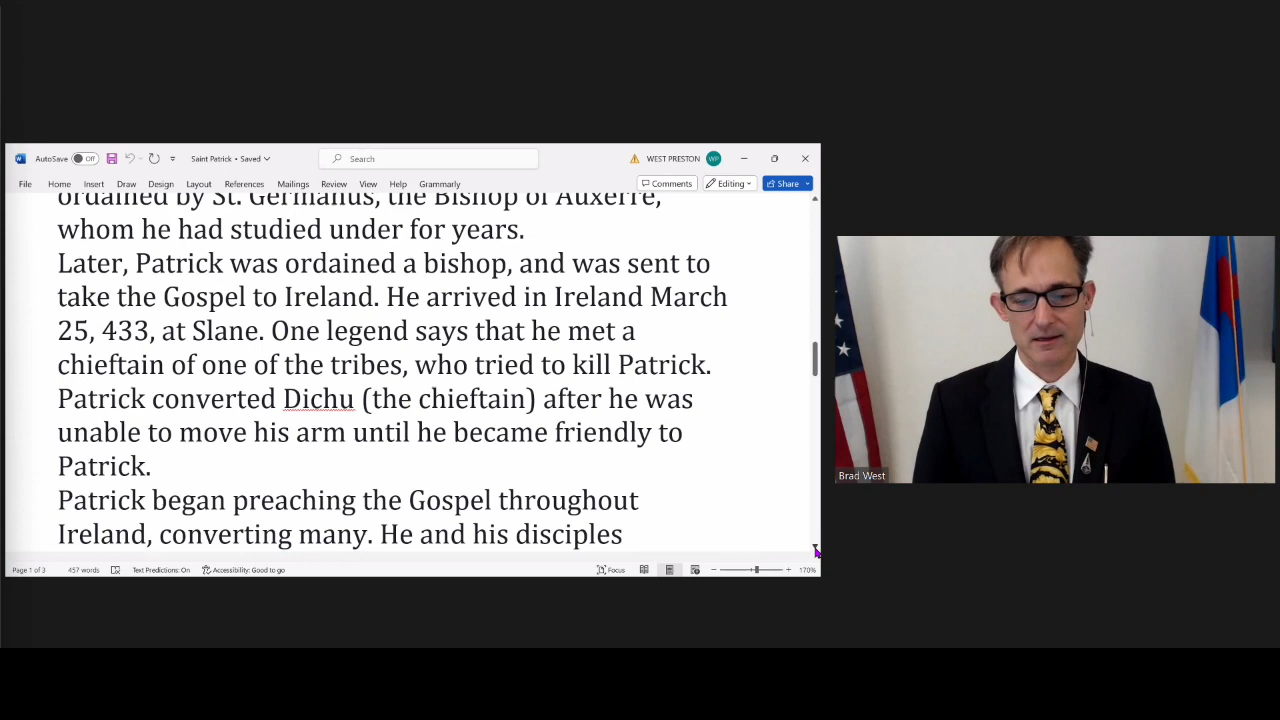 AutoSave Off Saint Patrick • Saved Search WEST PRESTON WP
File Home Insert Draw Design Layout References Mailings Review View Help Grammarly Comments Editing Share
ordained by St. Germanus, the Bishop of Auxerre,
whom he had studied under for years.
Later, Patrick was ordained a bishop, and was sent to
take the Gospel to Ireland. He arrived in Ireland March
25, 433, at Slane. One legend says that he met a
chieftain of one of the tribes, who tried to kill Patrick.
Patrick converted Dichu (the chieftain) after he was
unable to move his arm until he became friendly to
Patrick.
Patrick began preaching the Gospel throughout
Ireland, converting many. He and his disciples
Page 1 of 3 457 words Text Predictions: On Accessibility: Good to go Focus 170%
Brad West